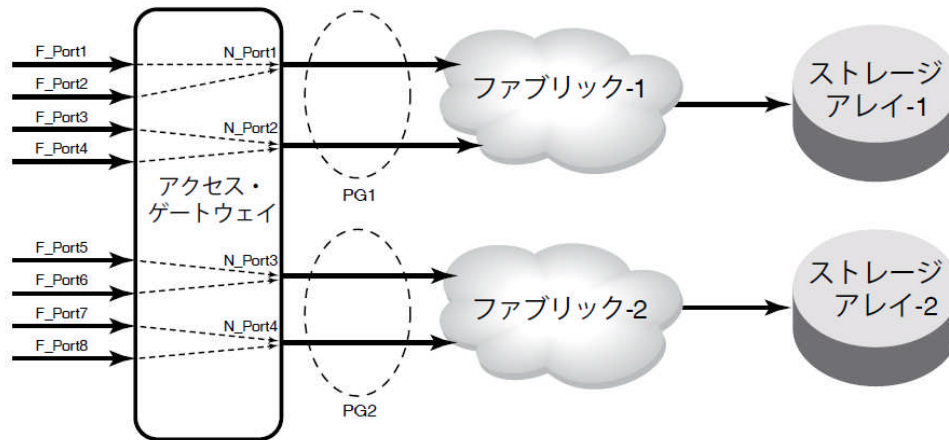 F_Port1
F_Port2
F_Port3
F_Port4
F_Port5
F_Port6
F_Port7
F_Port8
アクセス・
ゲートウェイ
N_Port1
N_Port2
N_Port3
N_Port4
PG1
PG2
ファブリック-1
ファブリック-2
ストレージ
アレイ-1
ストレージ
アレイ-2